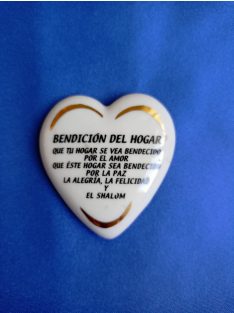 BENDICIÓN DEL HOGAR
QUE TU HOGAR SE VEA BENDECIDO
POR EL AMOR
QUE ÉSTE HOGAR SEA BENDECIDO
POR LA PAZ
LA ALEGRÍA, LA FELICIDAD
Y
EL SHALOM